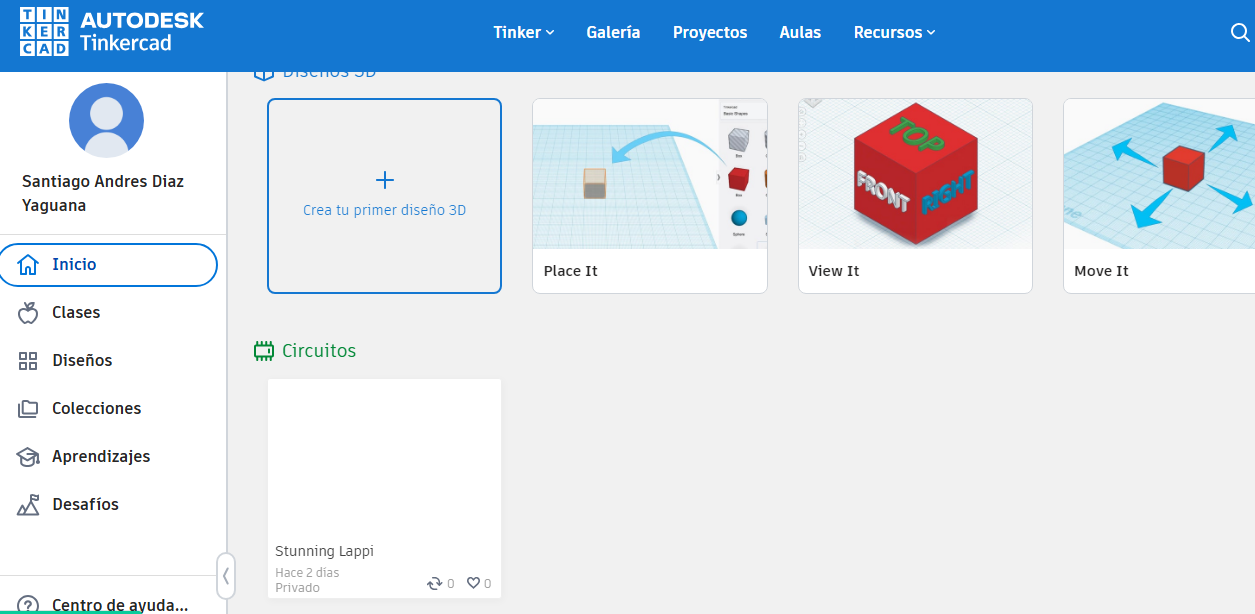 TIN
KER
CAD
AUTODESK
Tinkercad
Tinker
Galería
Proyectos
Aulas
Recursos
Santiago Andres Diaz
Yaguana
Inicio
Clases
Diseños
Colecciones
Aprendizajes
Desafíos
Centro de ayuda...
Diseños 3D
Crea tu primer diseño 3D
Place It
TOP
FRONT
RIGHT
View It
Move It
Circuitos
Stunning Lappi
Hace 2 días
Privado
0
0